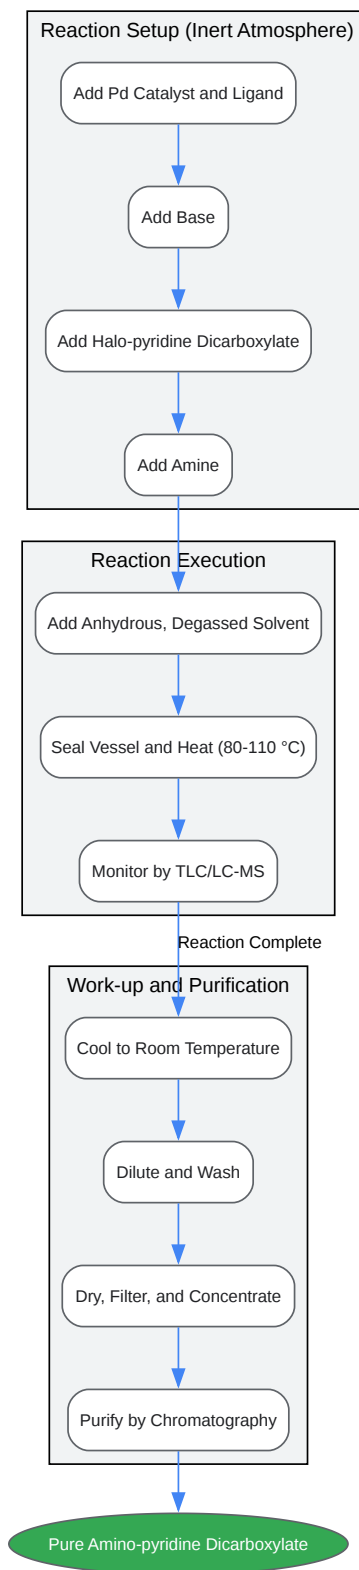 Reaction Setup (Inert Atmosphere)
Add Pd Catalyst and Ligand
Add Base
Add Halo-pyridine Dicarboxylate
Add Amine
Reaction Execution
Add Anhydrous, Degassed Solvent
Seal Vessel and Heat (80-110 °C)
Monitor by TLC/LC-MS
Reaction Complete
Work-up and Purification
Cool to Room Temperature
Dilute and Wash
Dry, Filter, and Concentrate
Purify by Chromatography
Pure Amino-pyridine Dicarboxylate